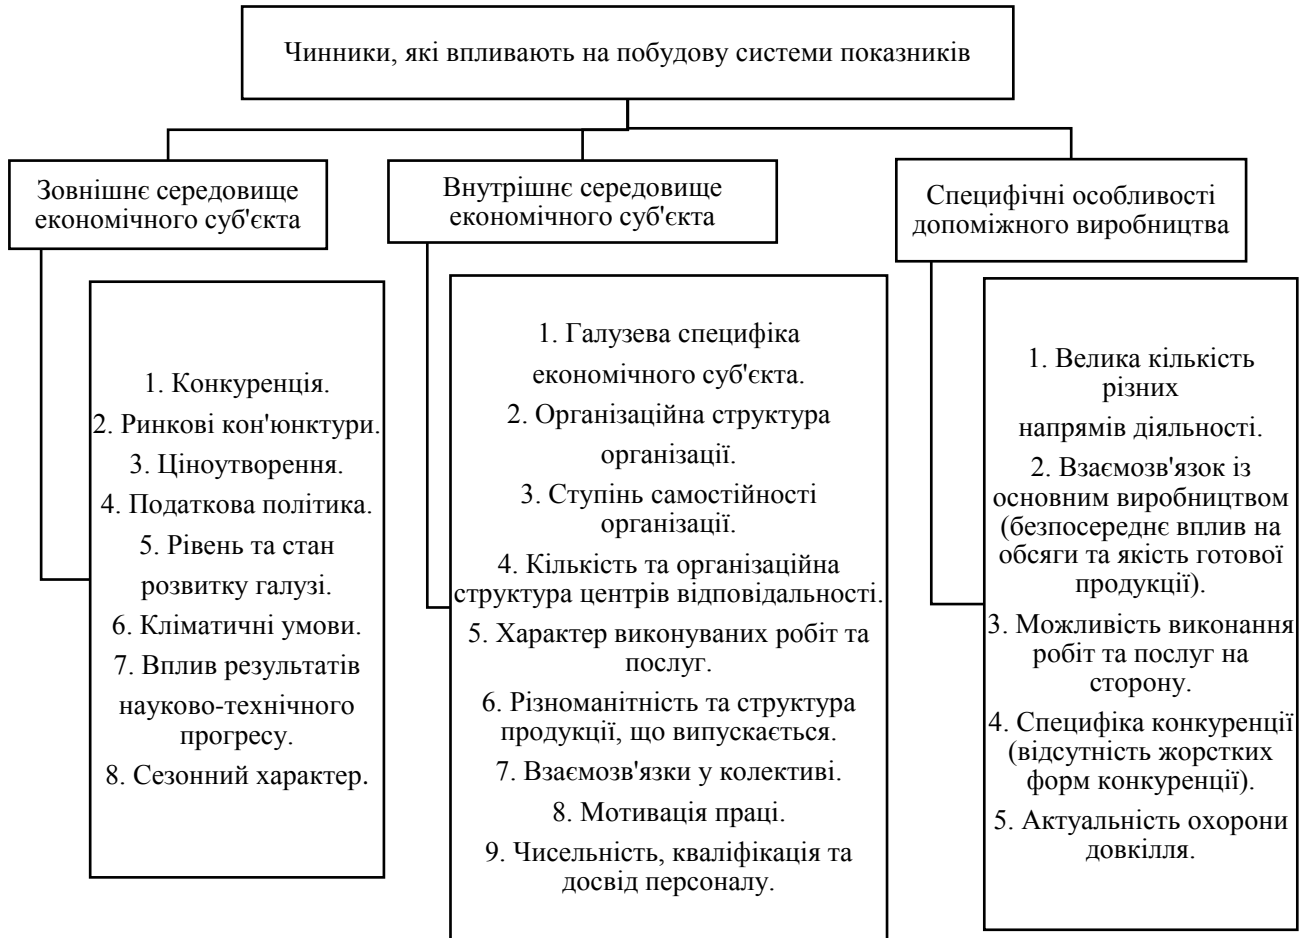 Чинники, які впливають на побудову системи показників
Зовнішнє середовище
економічного суб'єкта
1. Конкуренція.
2. Ринкові кон'юнктури.
3. Ціноутворення.
4. Податкова політика.
5. Рівень та стан
розвитку галузі.
6. Кліматичні умови.
7. Вплив результатів
науково-технічного
прогресу.
8. Сезонний характер.
Внутрішнє середовище
економічного суб'єкта
1. Галузева специфіка
економічного суб'єкта.
2. Організаційна структура
організації.
3. Ступінь самостійності
організації.
4. Кількість та організаційна
структура центрів відповідальності.
5. Характер виконуваних робіт та
послуг.
6. Різноманітність та структура
продукції, що випускається.
7. Взаємозв'язки у колективі.
8. Мотивація праці.
9. Чисельність, кваліфікація та
досвід персоналу.
Специфічні особливості
допоміжного виробництва
1. Велика кількість
різних
напрямів діяльності.
2. Взаємозв'язок із
основним виробництвом
(безпосереднє вплив на
обсяги та якість готової
продукції).
3. Можливість виконання
робіт та послуг на
сторону.
4. Специфіка конкуренції
(відсутність жорстких
форм конкуренції).
5. Актуальність охорони
довкілля.